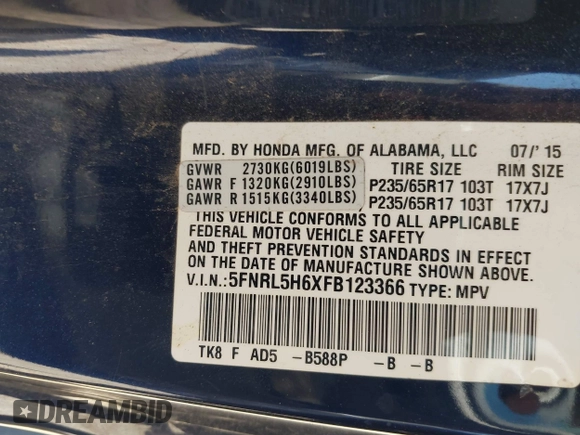 MFD. BY HONDA MFG. OF ALABAMA, LLC 07/'15
GVWR 2730KG(6019LBS) TIRE SIZE RIM SIZE
GAWR F 1320KG(2910LBS) P235/65R17 103T 17X7J
GAWR R 1515KG(3340LBS) P235/65R17 103T 17X7J
THIS VEHICLE CONFORMS TO ALL APPLICABLE
FEDERAL MOTOR VEHICLE SAFETY
AND THEFT PREVENTION STANDARDS IN EFFECT
ON THE DATE OF MANUFACTURE SHOWN ABOVE.
V.I.N.:5FNRL5H6XFB123366 TYPE: MPV
TK8 F AD5 -B588P -B -B
DREAMBID